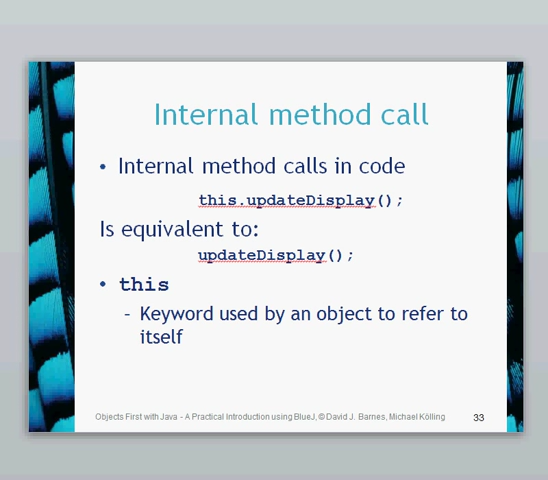 Internal method call
• Internal method calls in code
this.updateDisplay();
Is equivalent to:
updateDisplay();
• this
– Keyword used by an object to refer to
itself
Objects First with Java - A Practical Introduction using BlueJ, © David J. Barnes, Michael Kölling
33